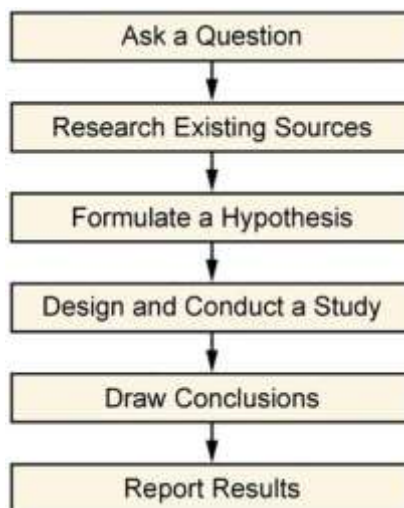 Ask a Question
Research Existing Sources
Formulate a Hypothesis
Design and Conduct a Study
Draw Conclusions
Report Results